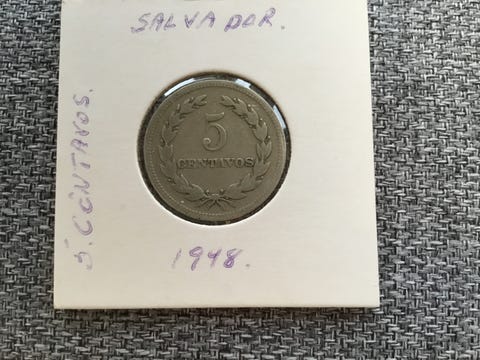 SALVADOR.
5. CENTAVOS.
5
CENTAVOS
1948.